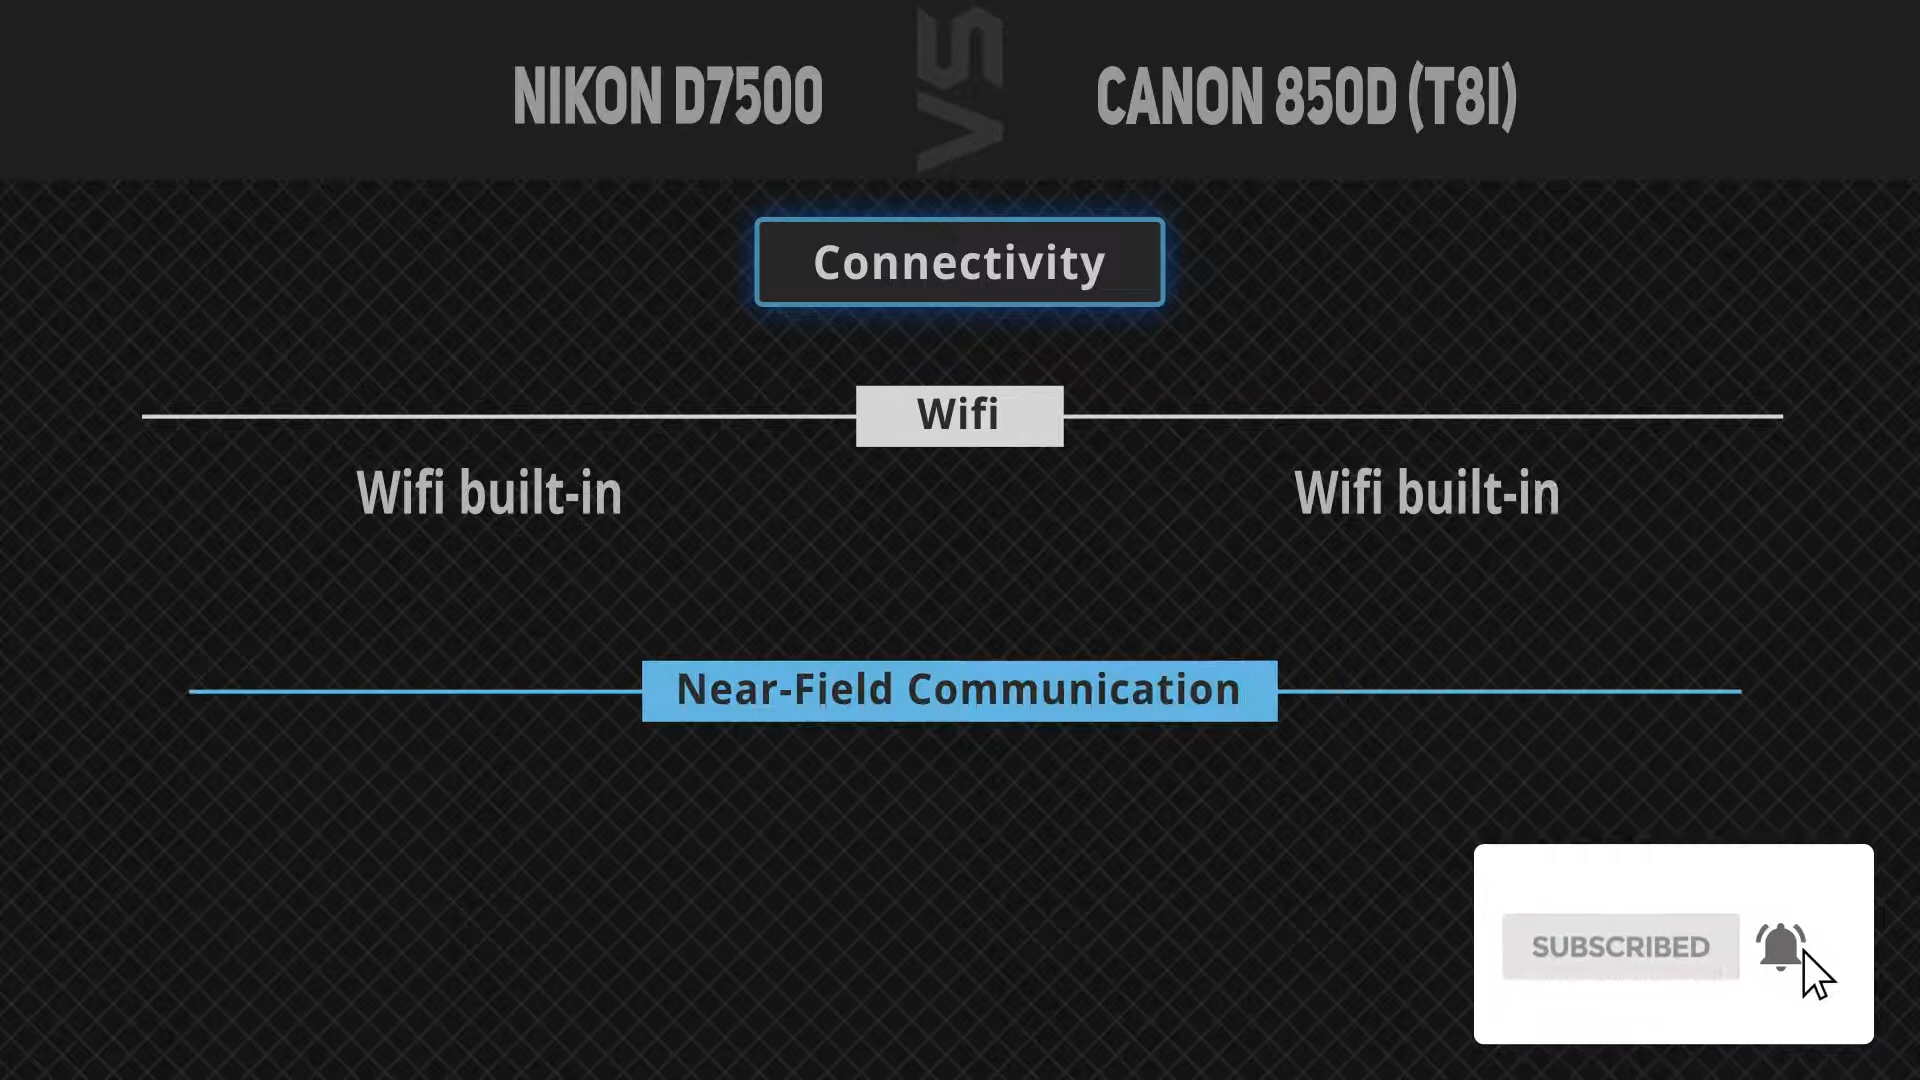 NIKON D7500 VS CANON 850D (T8I)
Connectivity
Wifi
Wifi built-in Wifi built-in
Near-Field Communication
SUBSCRIBED